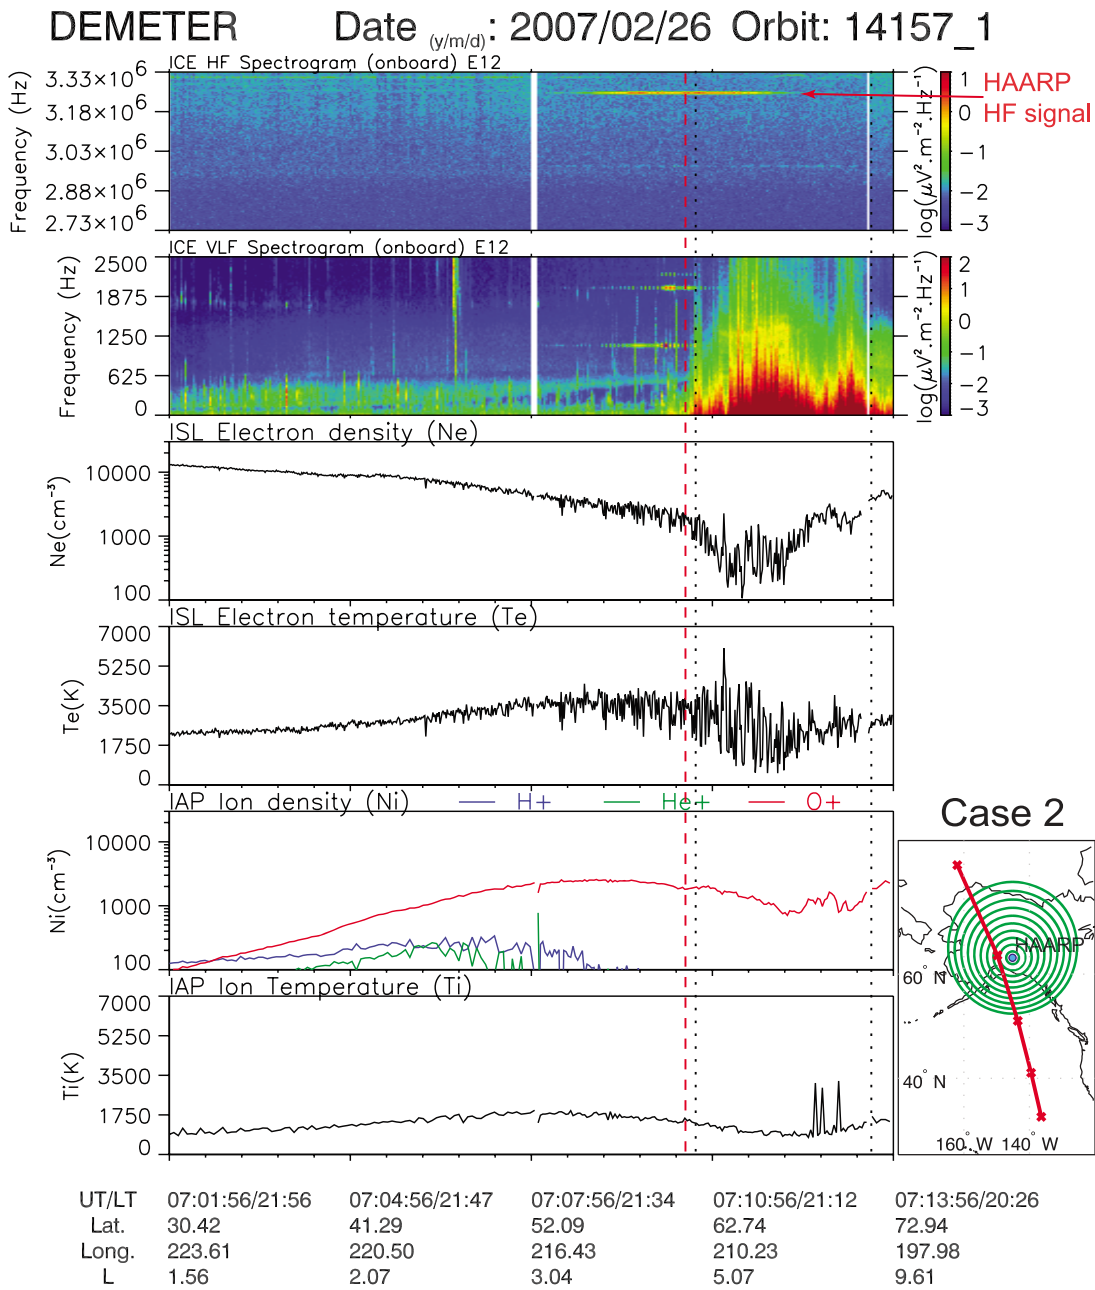 DEMETER Date (y/m/d): 2007/02/26 Orbit: 14157_1
ICE HF Spectrogram (onboard) E12
Frequency (Hz)
3.33×10⁶
3.18×10⁶
3.03×10⁶
2.88×10⁶
2.73×10⁶
log(μV².m⁻².Hz⁻¹)
1
0
−1
−2
−3
HAARP
HF signal
ICE VLF Spectrogram (onboard) E12
Frequency (Hz)
2500
1875
1250
625
0
log(μV².m⁻².Hz⁻¹)
2
1
0
−1
−2
−3
ISL Electron density (Ne)
Ne(cm⁻³)
10000
1000
100
ISL Electron temperature (Te)
Te(K)
7000
5250
3500
1750
0
IAP Ion density (Ni) H+ He+ O+
Ni(cm⁻³)
10000
1000
100
IAP Ion Temperature (Ti)
Ti(K)
7000
5250
3500
1750
0
Case 2
HAARP
60° N
40° N
160° W 140° W
UT/LT 07:01:56/21:56 07:04:56/21:47 07:07:56/21:34 07:10:56/21:12 07:13:56/20:26
Lat. 30.42 41.29 52.09 62.74 72.94
Long. 223.61 220.50 216.43 210.23 197.98
L 1.56 2.07 3.04 5.07 9.61